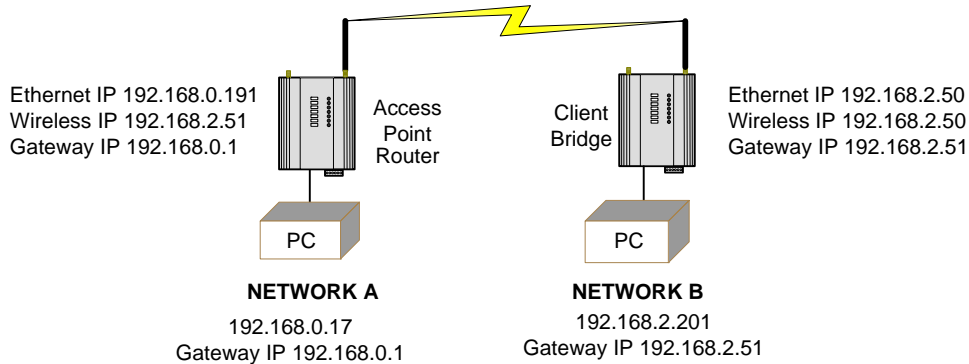 Ethernet IP 192.168.0.191
Wireless IP 192.168.2.51
Gateway IP 192.168.0.1
Access
Point
Router
Client
Bridge
Ethernet IP 192.168.2.50
Wireless IP 192.168.2.50
Gateway IP 192.168.2.51
PC
PC
NETWORK A
192.168.0.17
Gateway IP 192.168.0.1
NETWORK B
192.168.2.201
Gateway IP 192.168.2.51